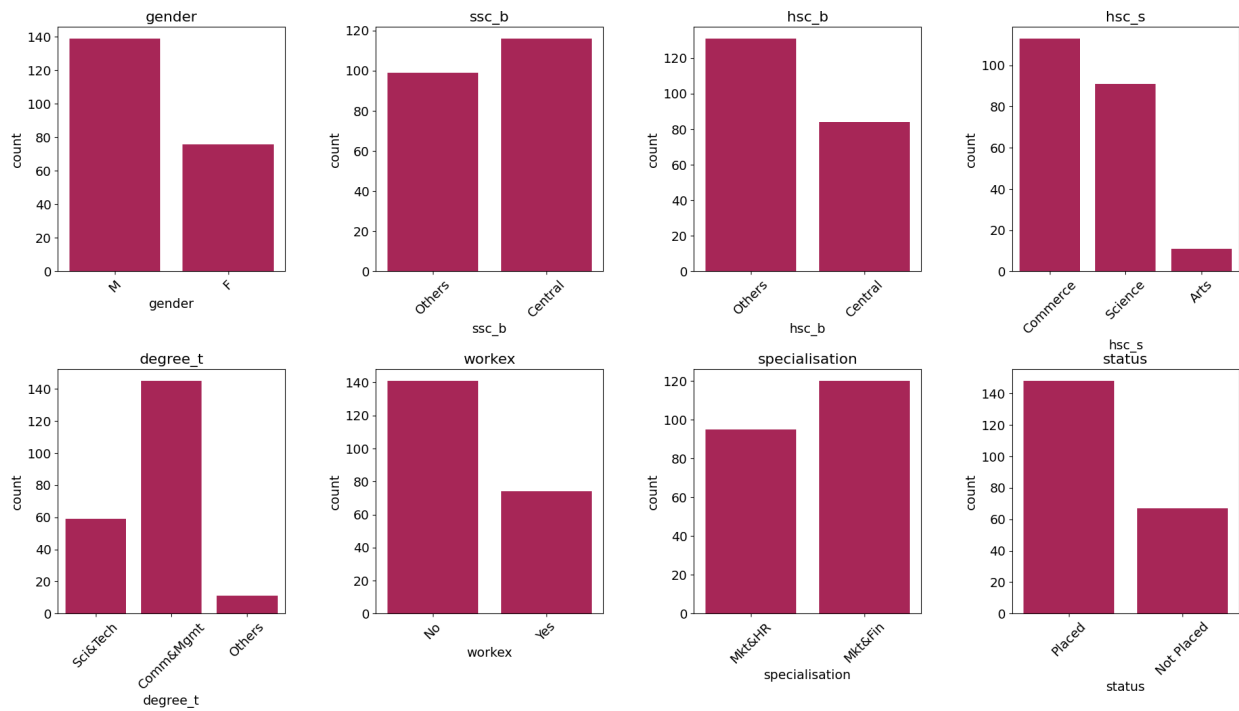 gender
ssc_b
hsc_b
hsc_s
140
120
100
80
60
40
20
0
count
M
F
gender
120
100
80
60
40
20
0
count
Others
Central
ssc_b
120
100
80
60
40
20
0
count
Others
Central
hsc_b
100
80
60
40
20
0
count
Commerce
Science
Arts
hsc_s
degree_t
140
120
100
80
60
40
20
0
count
Sci&Tech
Comm&Mgmt
Others
degree_t
workex
140
120
100
80
60
40
20
0
count
No
Yes
workex
specialisation
120
100
80
60
40
20
0
count
Mkt&HR
Mkt&Fin
specialisation
status
140
120
100
80
60
40
20
0
count
Placed
Not Placed
status